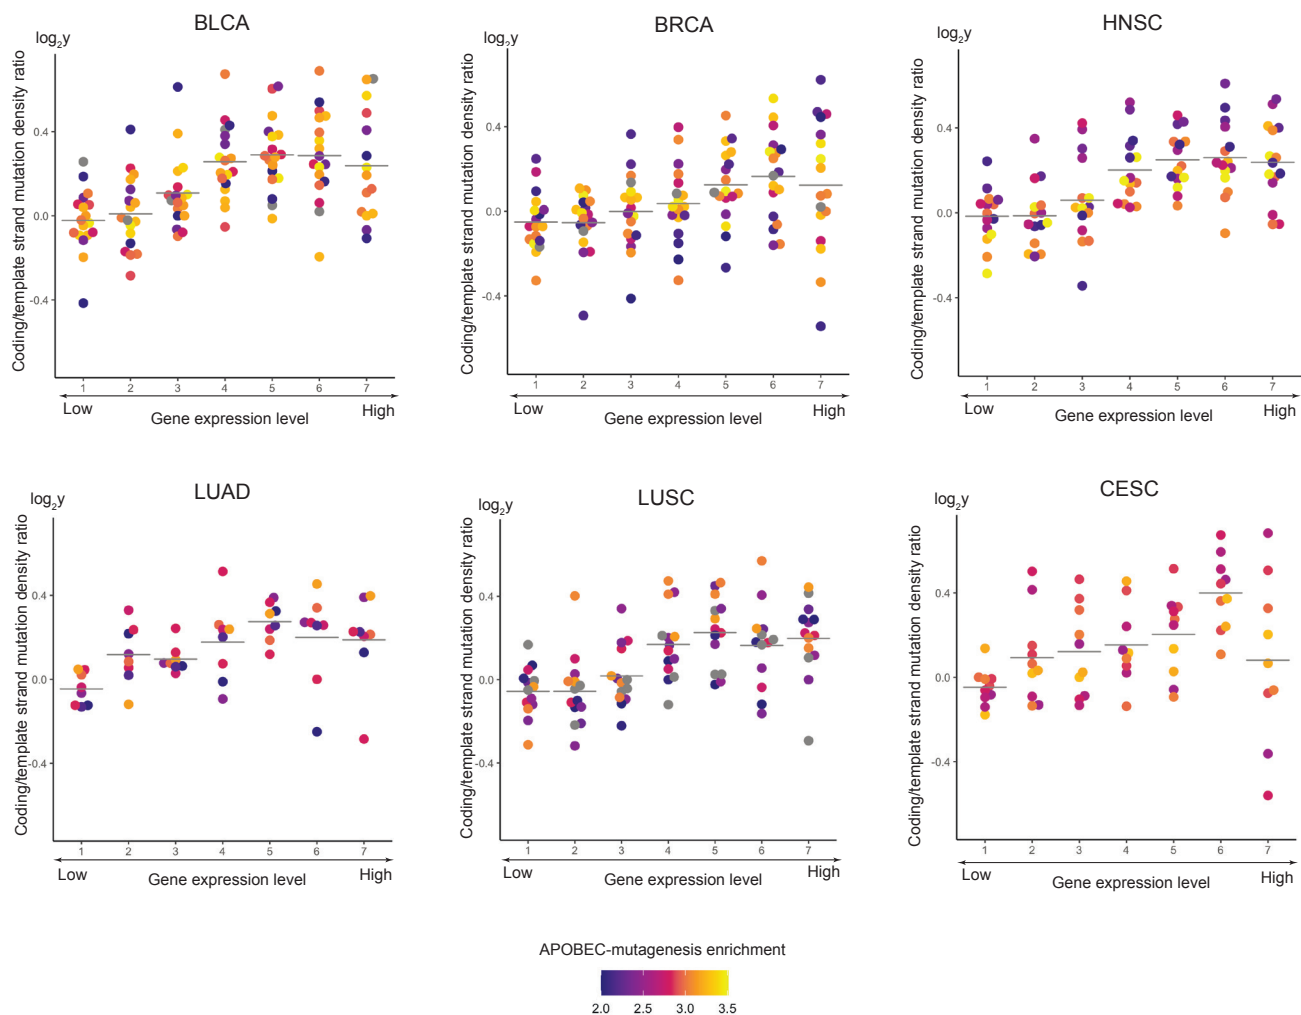 BLCA
log2y
Coding/template strand mutation density ratio
0.4
0.0
-0.4
1 2 3 4 5 6 7
Low High
Gene expression level
BRCA
log2y
Coding/template strand mutation density ratio
0.4
0.0
-0.4
1 2 3 4 5 6 7
Low High
Gene expression level
HNSC
log2y
Coding/template strand mutation density ratio
0.4
0.0
-0.4
1 2 3 4 5 6 7
Low High
Gene expression level
LUAD
log2y
Coding/template strand mutation density ratio
0.4
0.0
-0.4
1 2 3 4 5 6 7
Low High
Gene expression level
LUSC
log2y
Coding/template strand mutation density ratio
0.4
0.0
-0.4
1 2 3 4 5 6 7
Low High
Gene expression level
CESC
log2y
Coding/template strand mutation density ratio
0.4
0.0
-0.4
1 2 3 4 5 6 7
Low High
Gene expression level
APOBEC-mutagenesis enrichment
2.0 2.5 3.0 3.5